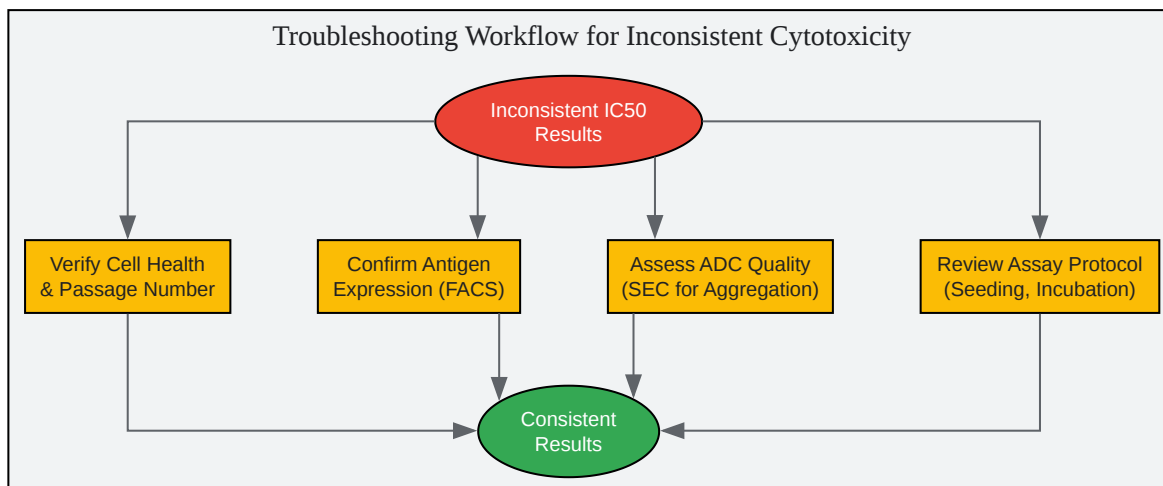 Troubleshooting Workflow for Inconsistent Cytotoxicity
Inconsistent IC50
Results
Verify Cell Health
& Passage Number
Confirm Antigen
Expression (FACS)
Assess ADC Quality
(SEC for Aggregation)
Review Assay Protocol
(Seeding, Incubation)
Consistent
Results